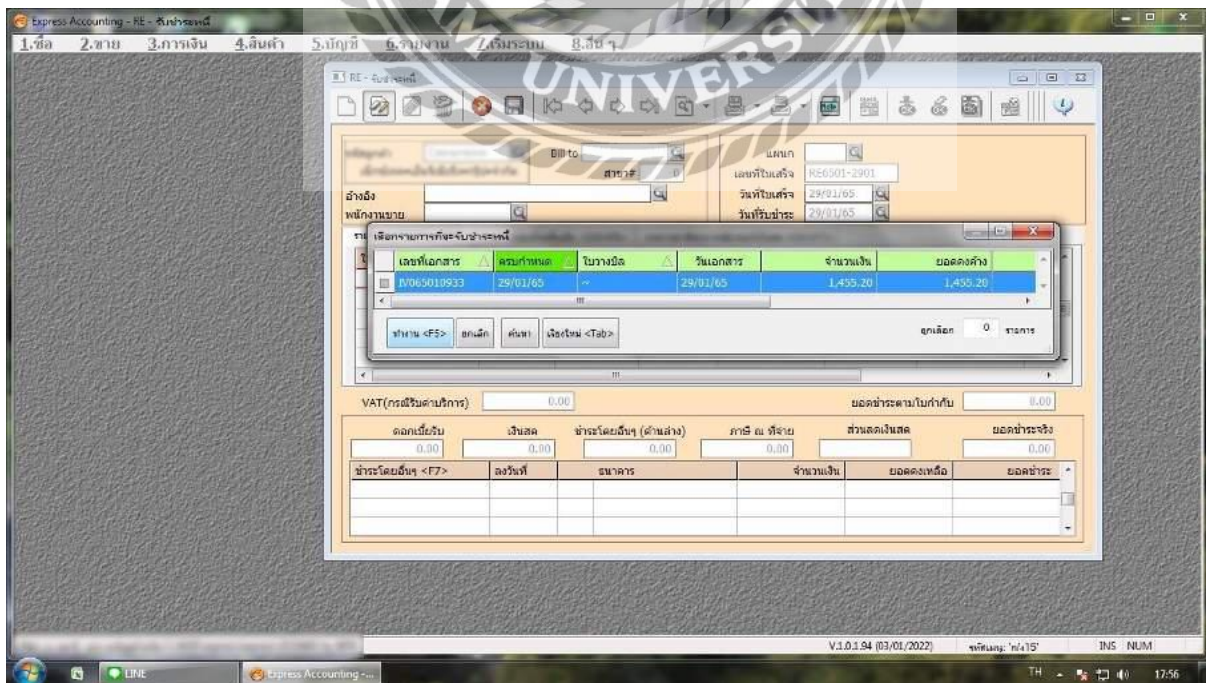 Express Accounting - RE - รับชำระหนี้
1.ซื้อ 2.ขาย 3.การเงิน 4.สินค้า 5.บัญชี 6.รายงาน 7.เริ่มระบบ 8.อื่น ๆ
UNIVERS
RE - รับชำระหนี้
Bill to แผนก
สาขา# 0 เลขที่ใบเสร็จ RE6501-2901
อ้างอิง วันที่ใบเสร็จ 29/01/65
พนักงานขาย วันที่รับชำระ 29/01/65
เลือกรายการที่จะรับชำระหนี้
เลขที่เอกสาร ครบกำหนด ใบวางบิล วันเอกสาร จำนวนเงิน ยอดคงค้าง
IV065010933 29/01/65 ~ 29/01/65 1,455.20 1,455.20
ทำงาน <F5> ยกเลิก ค้นหา เรียงใหม่ <Tab> ถูกเลือก 0 รายการ
VAT(กรณีรับค่าบริการ) 0.00 ยอดชำระตามใบกำกับ 0.00
ดอกเบี้ยรับ เงินสด ชำระโดยอื่นๆ (ด้านล่าง) ภาษี ณ ที่จ่าย ส่วนลดเงินสด ยอดชำระจริง
0.00 0.00 0.00 0.00 0.00
ชำระโดยอื่นๆ <F7> ลงวันที่ ธนาคาร จำนวนเงิน ยอดคงเหลือ ยอดชำระ
V.1.0.1.94 (03/01/2022) รหัสเมนู: INS NUM
LINE Express Accounting -... TH 17:56